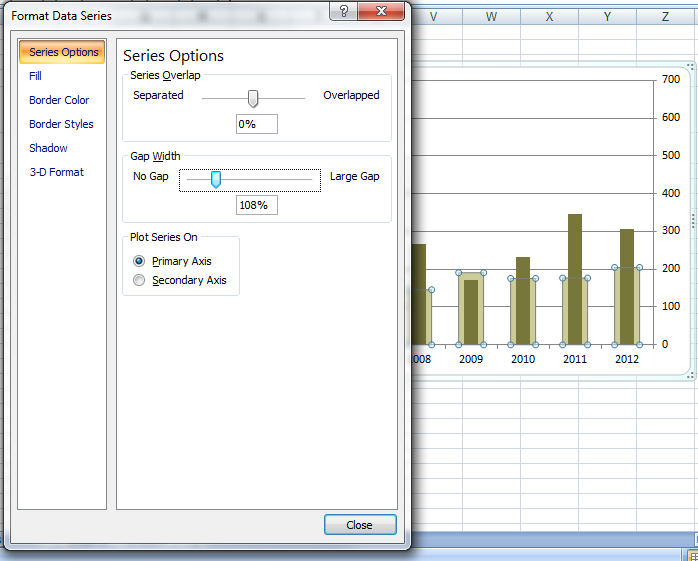 Format Data Series
Series Options
Fill
Border Color
Border Styles
Shadow
3-D Format
Series Options
Series Overlap
Separated Overlapped
0%
Gap Width
No Gap Large Gap
108%
Plot Series On
Primary Axis
Secondary Axis
Close
V W X Y Z
700
600
500
400
300
200
100
0
008 2009 2010 2011 2012